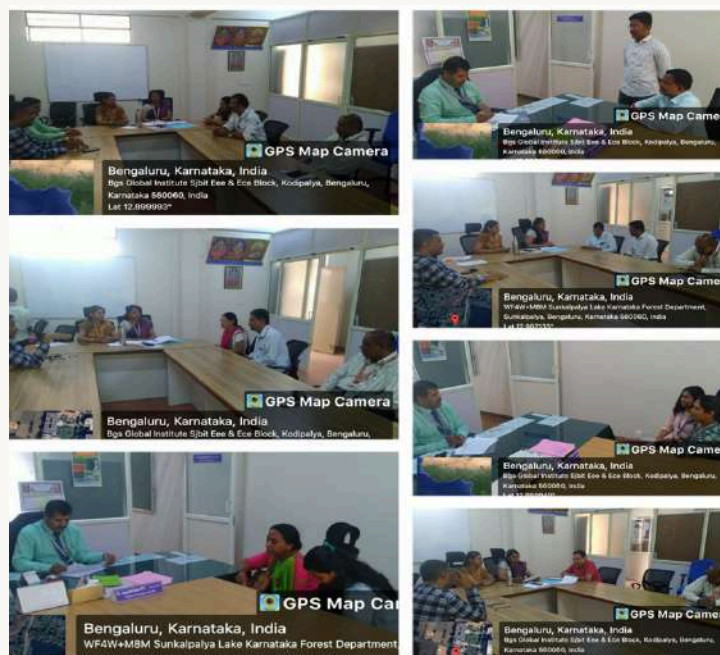 GPS Map Camera
Bengaluru, Karnataka, India
Bgs Global Institute Sjbit Eee & Ece Block, Kodipalya, Bengaluru,
Karnataka 560060, India
Lat 12.899993°
GPS Map Camera
Bengaluru, Karnataka, India
Bgs Global Institute Sjbit Eee & Ece Block, Kodipalya, Bengaluru,
GPS Map Ca
Bengaluru, Karnataka, India
WF4W+M8M Sunkalpalya Lake Karnataka Forest Department
GPS Map Came
Bengaluru, Karnataka, India
Bgs Global Institute Sjbit Eee & Ece Block, Kodipalya, Bengaluru,
Karnataka 560060, India
GPS Map Came
Bengaluru, Karnataka, India
WF4W+M8M Sunkalpalya Lake Karnataka Forest Department,
Sunkalpalya, Bengaluru, Karnataka 560060, India
GPS Map Came
Bengaluru, Karnataka, India
Bgs Global Institute Sjbit Eee & Ece Block, Kodipalya, Bengaluru,
Karnataka 560060, India
GPS Map Came
Bengaluru, Karnataka, India
Bgs Global Institute Sjbit Eee & Ece Block, Kodipalya, Bengaluru,
Karnataka 560060, India